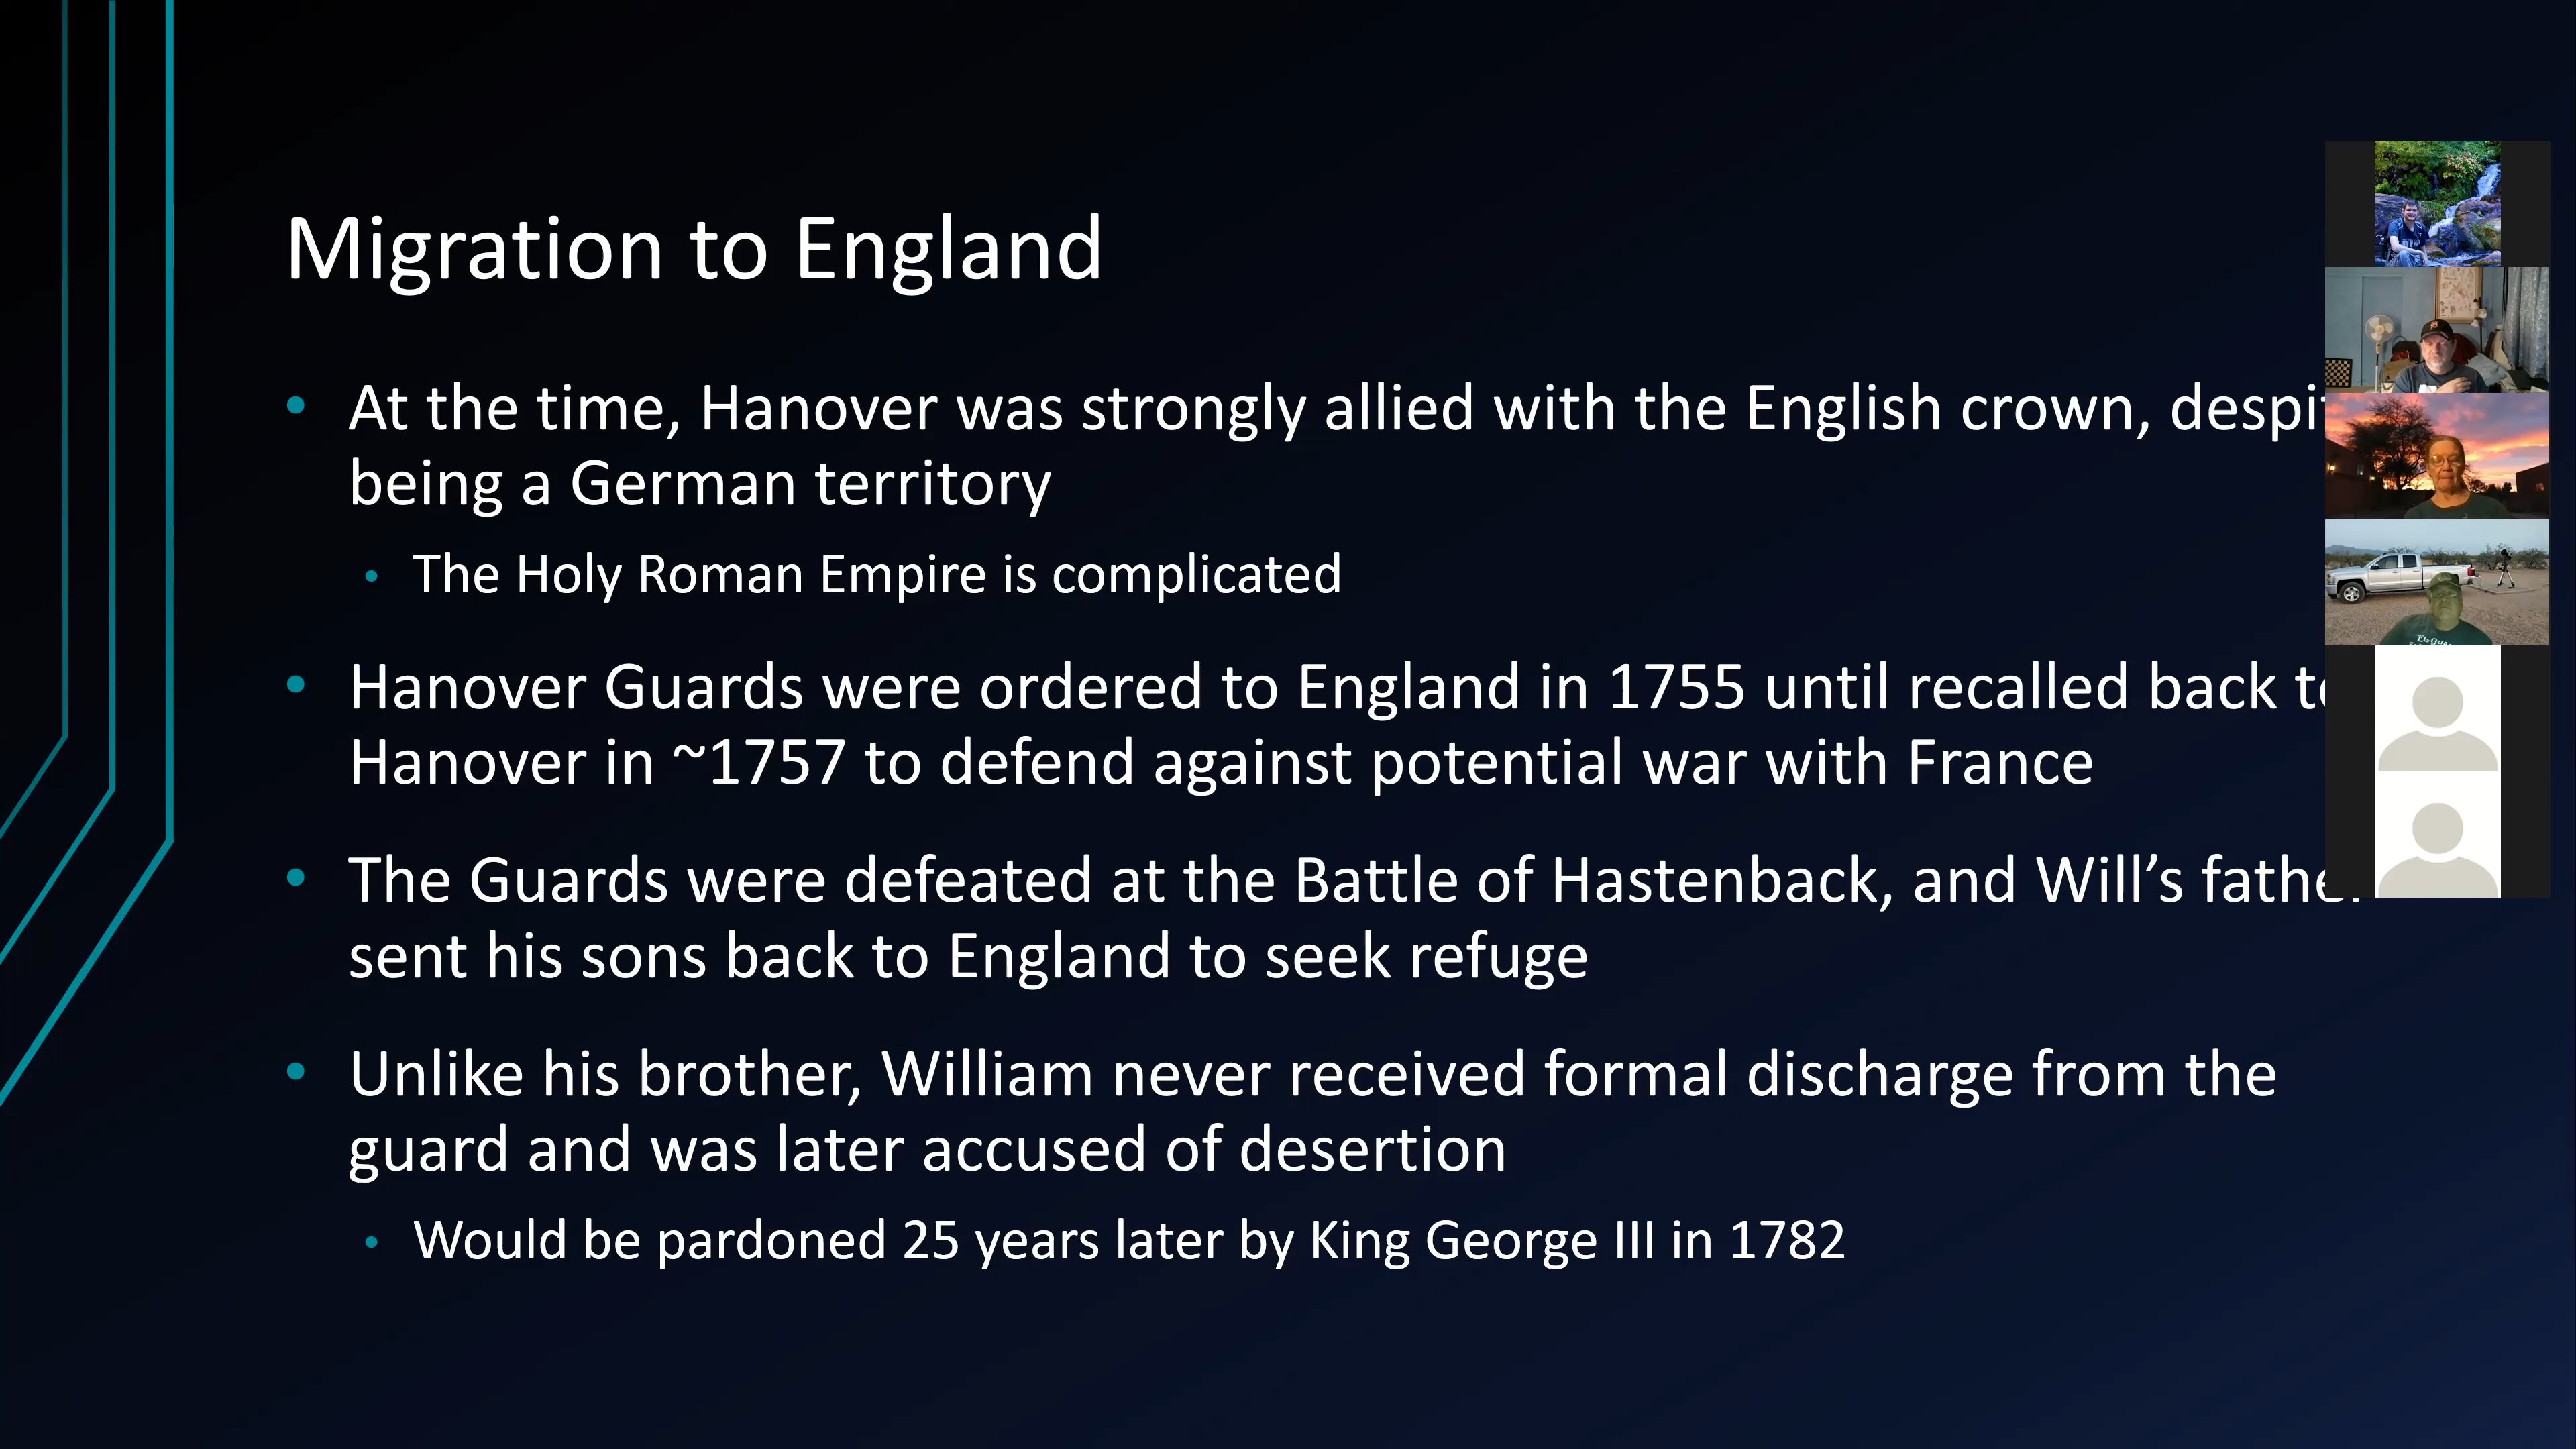 Migration to England
• At the time, Hanover was strongly allied with the English crown,
being a German territory
• The Holy Roman Empire is complicated
• Hanover Guards were ordered to England in 1755 until recalled back
Hanover in ~1757 to defend against potential war with France
• The Guards were defeated at the Battle of Hastenback, and Will’s father
sent his sons back to England to seek refuge
• Unlike his brother, William never received formal discharge from the
guard and was later accused of desertion
• Would be pardoned 25 years later by King George III in 1782